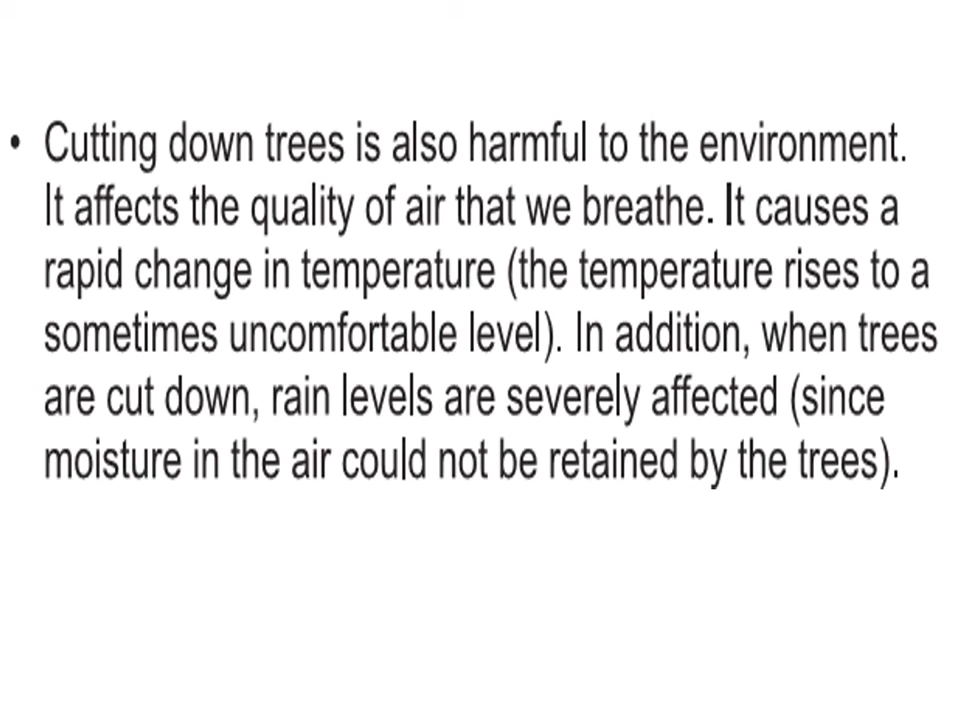 • Cutting down trees is also harmful to the environment.
It affects the quality of air that we breathe. It causes a
rapid change in temperature (the temperature rises to a
sometimes uncomfortable level). In addition, when trees
are cut down, rain levels are severely affected (since
moisture in the air could not be retained by the trees).